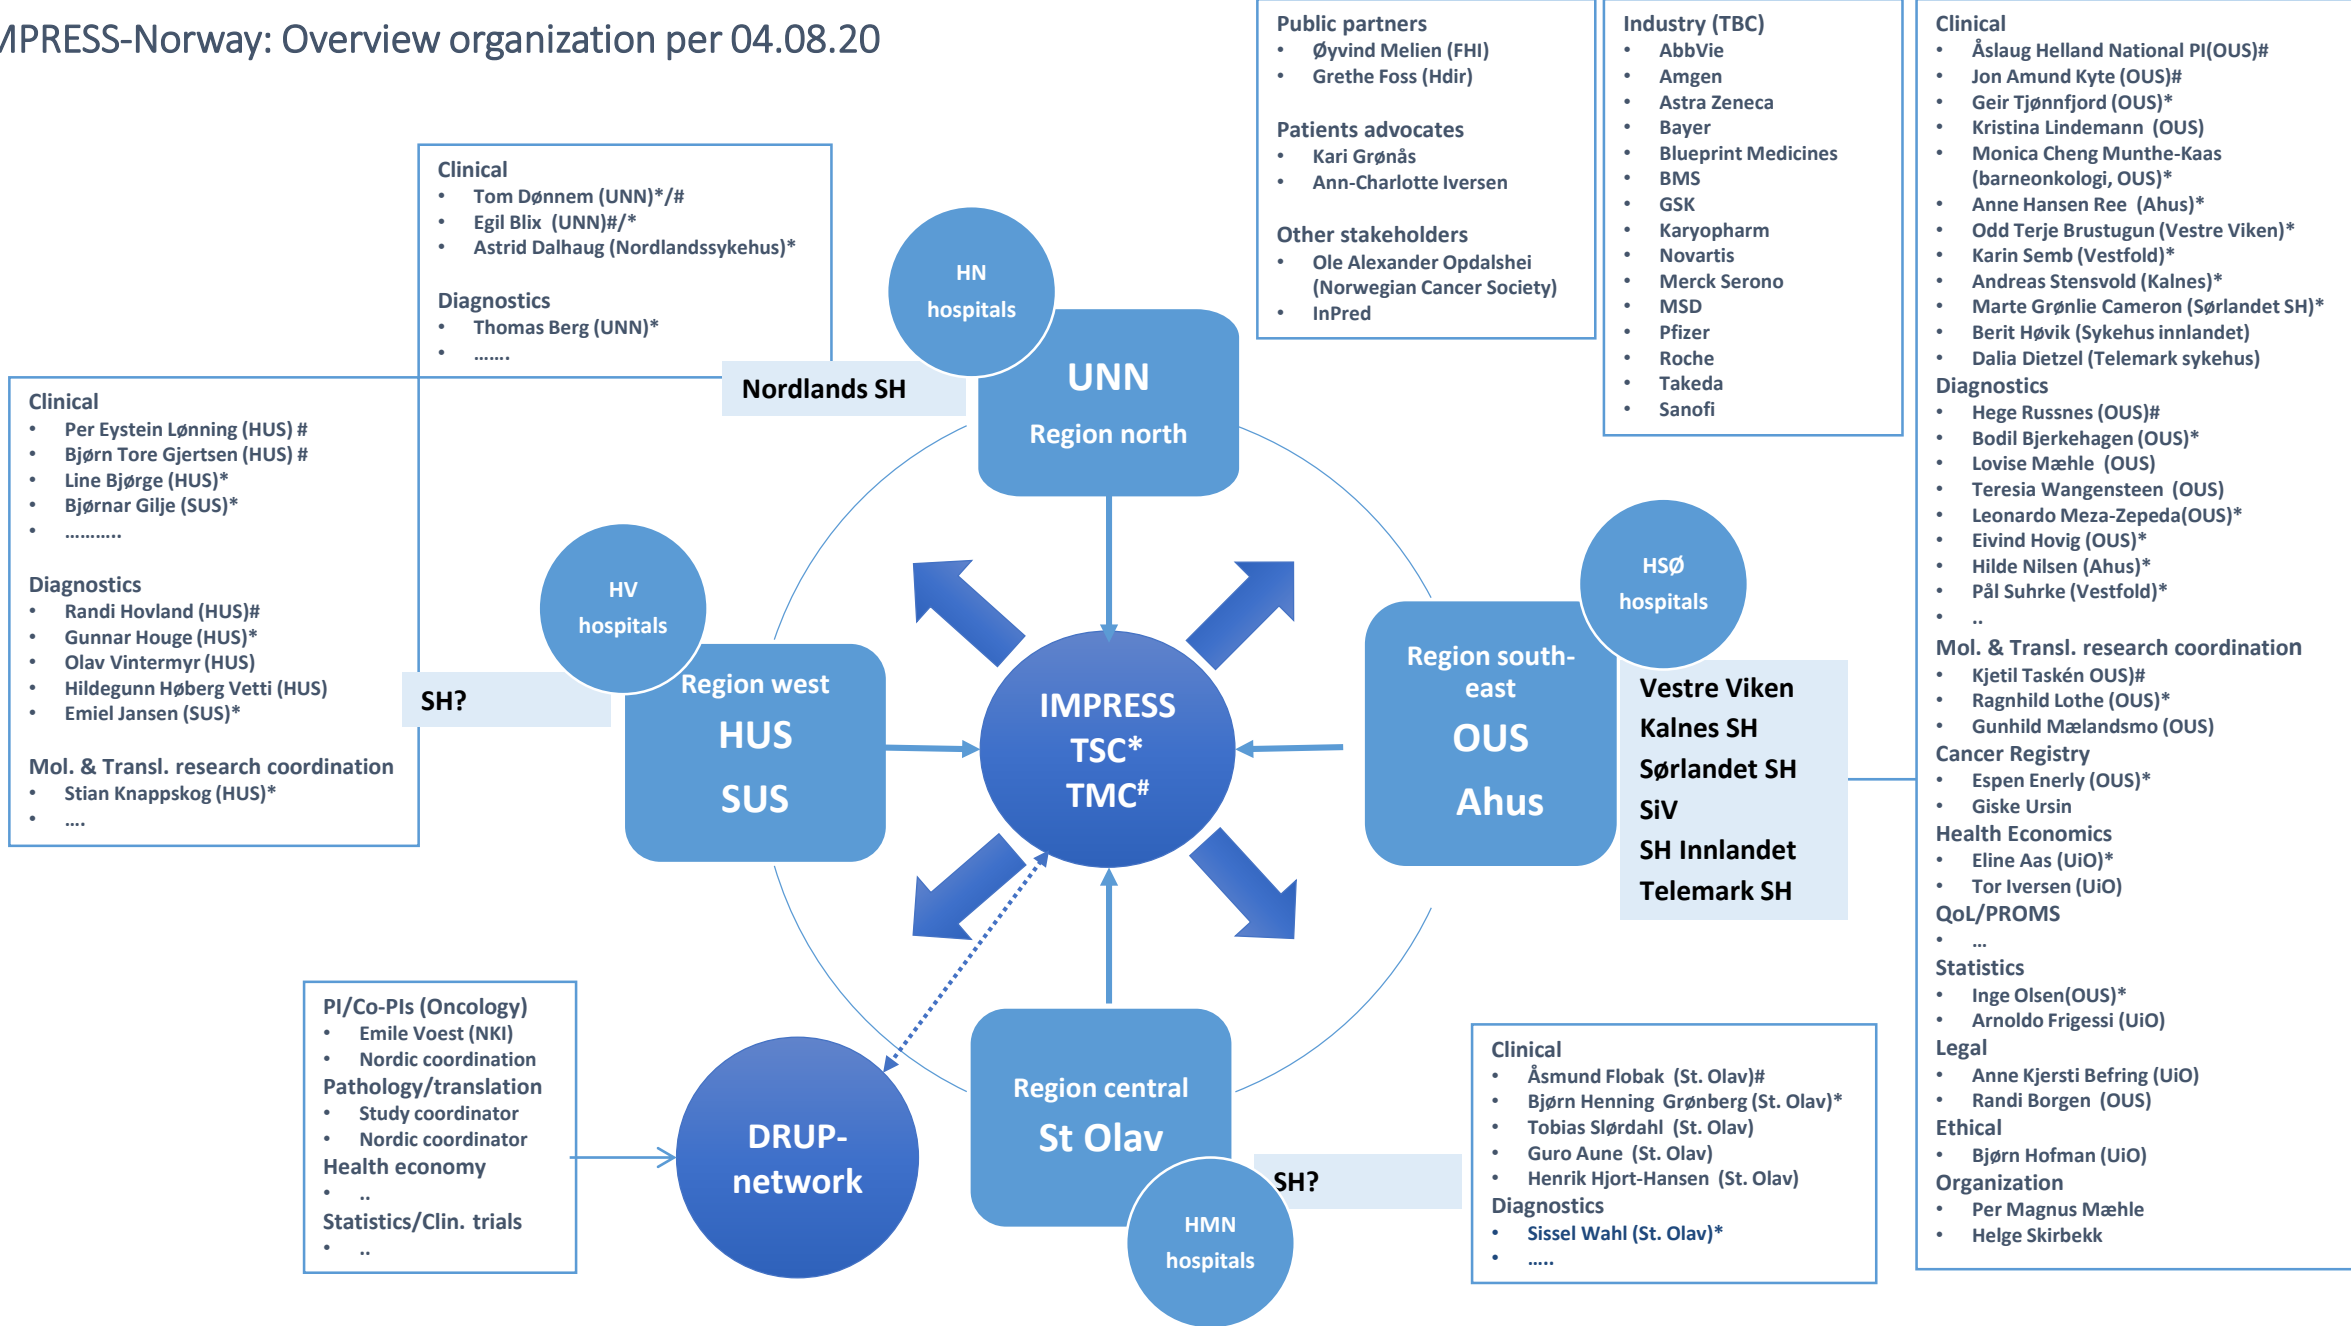 MPRESS-Norway: Overview organization per 04.08.20
Public partners
• Øyvind Melien (FHI)
• Grethe Foss (Hdir)
Patients advocates
• Kari Grønås
• Ann-Charlotte Iversen
Other stakeholders
• Ole Alexander Opdalshei
(Norwegian Cancer Society)
• InPred
Industry (TBC)
• AbbVie
• Amgen
• Astra Zeneca
• Bayer
• Blueprint Medicines
• BMS
• GSK
• Karyopharm
• Novartis
• Merck Serono
• MSD
• Pfizer
• Roche
• Takeda
• Sanofi
Clinical
• Åslaug Helland National PI(OUS)#
• Jon Amund Kyte (OUS)#
• Geir Tjønnfjord (OUS)*
• Kristina Lindemann (OUS)
• Monica Cheng Munthe-Kaas
(barneonkologi, OUS)*
• Anne Hansen Ree (Ahus)*
• Odd Terje Brustugun (Vestre Viken)*
• Karin Semb (Vestfold)*
• Andreas Stensvold (Kalnes)*
• Marte Grønlie Cameron (Sørlandet SH)*
• Berit Høvik (Sykehus innlandet)
• Dalia Dietzel (Telemark sykehus)
Diagnostics
• Hege Russnes (OUS)#
• Bodil Bjerkehagen (OUS)*
• Lovise Mæhle (OUS)
• Teresia Wangensteen (OUS)
• Leonardo Meza-Zepeda(OUS)*
• Eivind Hovig (OUS)*
• Hilde Nilsen (Ahus)*
• Pål Suhrke (Vestfold)*
• ..
Mol. & Transl. research coordination
• Kjetil Taskén OUS)#
• Ragnhild Lothe (OUS)*
• Gunhild Mælandsmo (OUS)
Cancer Registry
• Espen Enerly (OUS)*
• Giske Ursin
Health Economics
• Eline Aas (UiO)*
• Tor Iversen (UiO)
QoL/PROMS
• ...
Statistics
• Inge Olsen(OUS)*
• Arnoldo Frigessi (UiO)
Legal
• Anne Kjersti Befring (UiO)
• Randi Borgen (OUS)
Ethical
• Bjørn Hofman (UiO)
Organization
• Per Magnus Mæhle
• Helge Skirbekk
Clinical
• Tom Dønnem (UNN)*/#
• Egil Blix (UNN)#/*
• Astrid Dalhaug (Nordlandssykehus)*
Diagnostics
• Thomas Berg (UNN)*
• .......
HN
hospitals
Nordlands SH
UNN
Region north
Clinical
• Per Eystein Lønning (HUS) #
• Bjørn Tore Gjertsen (HUS) #
• Line Bjørge (HUS)*
• Bjørnar Gilje (SUS)*
• ...........
Diagnostics
• Randi Hovland (HUS)#
• Gunnar Houge (HUS)*
• Olav Vintermyr (HUS)
• Hildegunn Høberg Vetti (HUS)
• Emiel Jansen (SUS)*
Mol. & Transl. research coordination
• Stian Knappskog (HUS)*
• ....
HV
hospitals
SH?
Region west
HUS
SUS
IMPRESS
TSC*
TMC#
HSØ
hospitals
Region south-
east
OUS
Ahus
Vestre Viken
Kalnes SH
Sørlandet SH
SiV
SH Innlandet
Telemark SH
PI/Co-PIs (Oncology)
• Emile Voest (NKI)
• Nordic coordination
Pathology/translation
• Study coordinator
• Nordic coordinator
Health economy
• ..
Statistics/Clin. trials
• ..
DRUP-
network
Region central
St Olav
SH?
HMN
hospitals
Clinical
• Åsmund Flobak (St. Olav)#
• Bjørn Henning Grønberg (St. Olav)*
• Tobias Slørdahl (St. Olav)
• Guro Aune (St. Olav)
• Henrik Hjort-Hansen (St. Olav)
Diagnostics
• Sissel Wahl (St. Olav)*
• .....